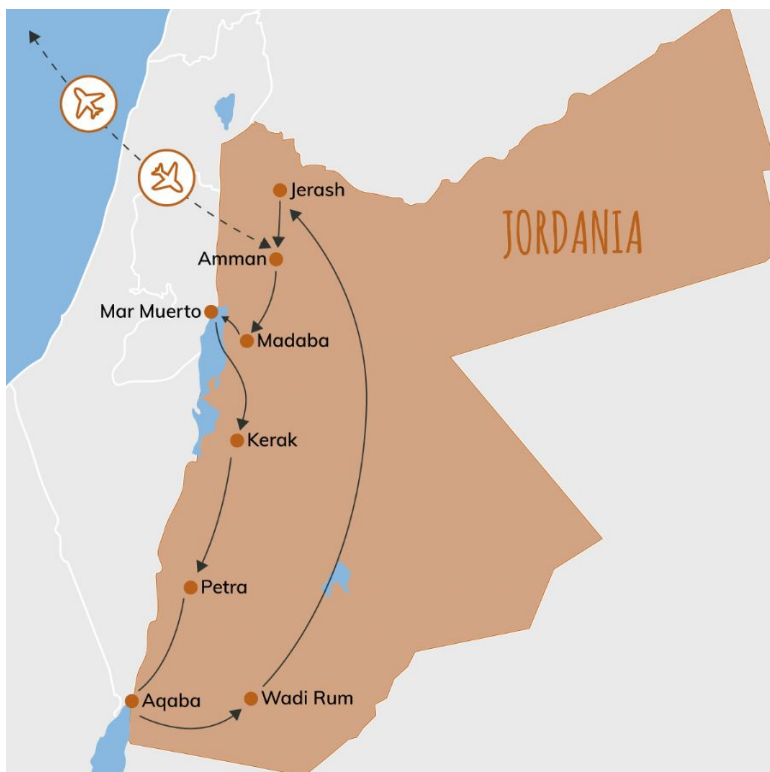 Jerash
JORDANIA
Amman
Mar Muerto
Madaba
Kerak
Petra
Aqaba
Wadi Rum